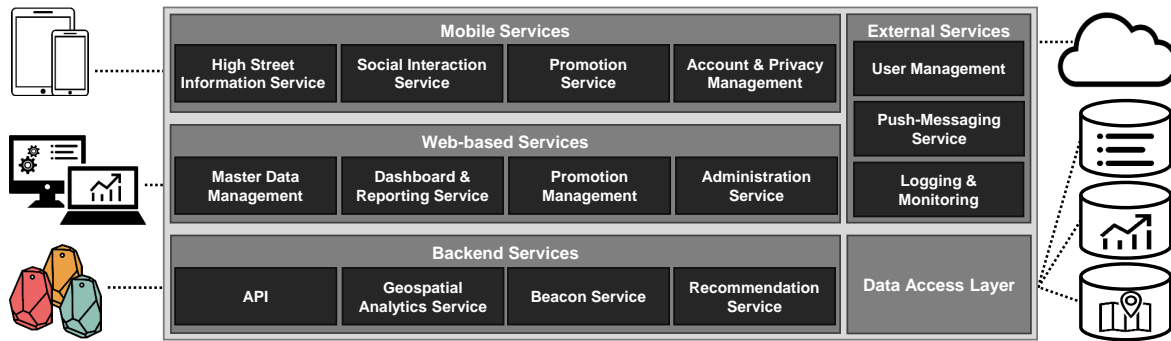 Mobile Services
High Street
Information Service
Social Interaction
Service
Promotion
Service
Account & Privacy
Management
External Services
User Management
Push-Messaging
Service
Logging &
Monitoring
Web-based Services
Master Data
Management
Dashboard &
Reporting Service
Promotion
Management
Administration
Service
Backend Services
API
Geospatial
Analytics Service
Beacon Service
Recommendation
Service
Data Access Layer